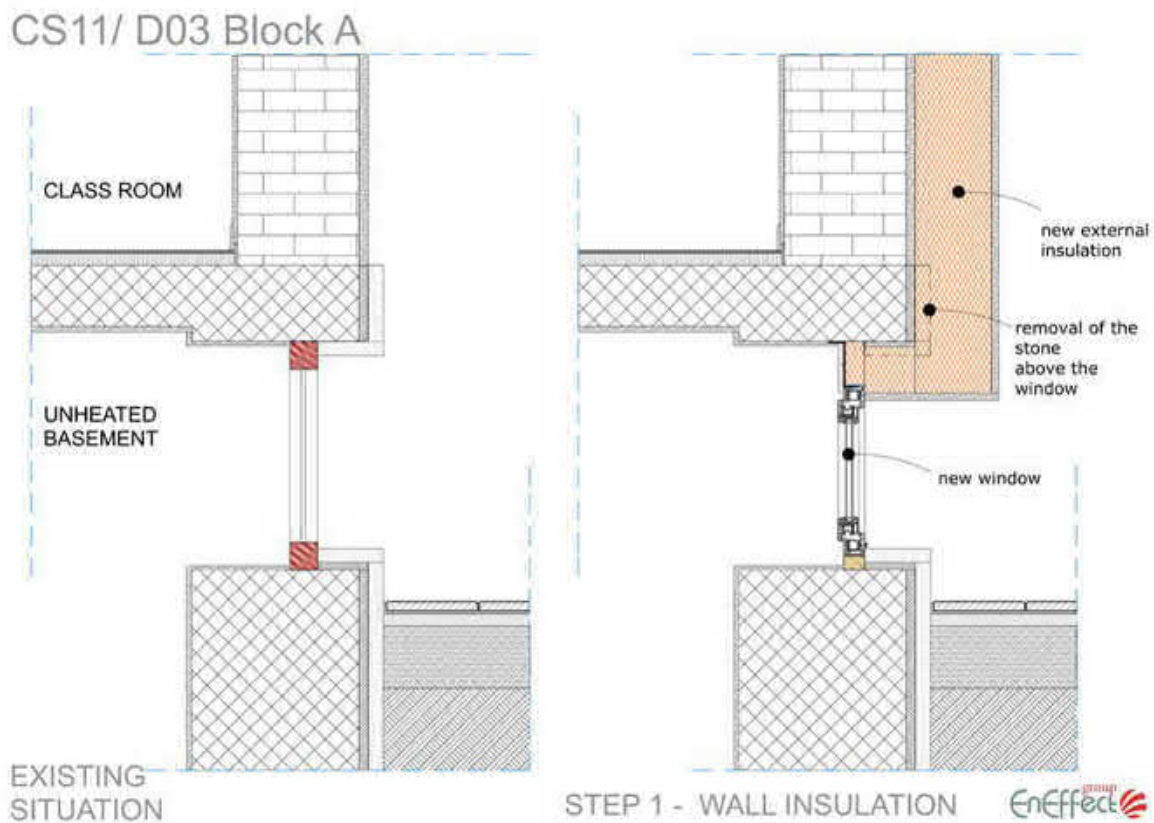 CS11/ D03 Block A
CLASS ROOM
UNHEATED
BASEMENT
EXISTING
SITUATION
new external
insulation
removal of the
stone
above the
window
new window
STEP 1 - WALL INSULATION
group
EnEffect